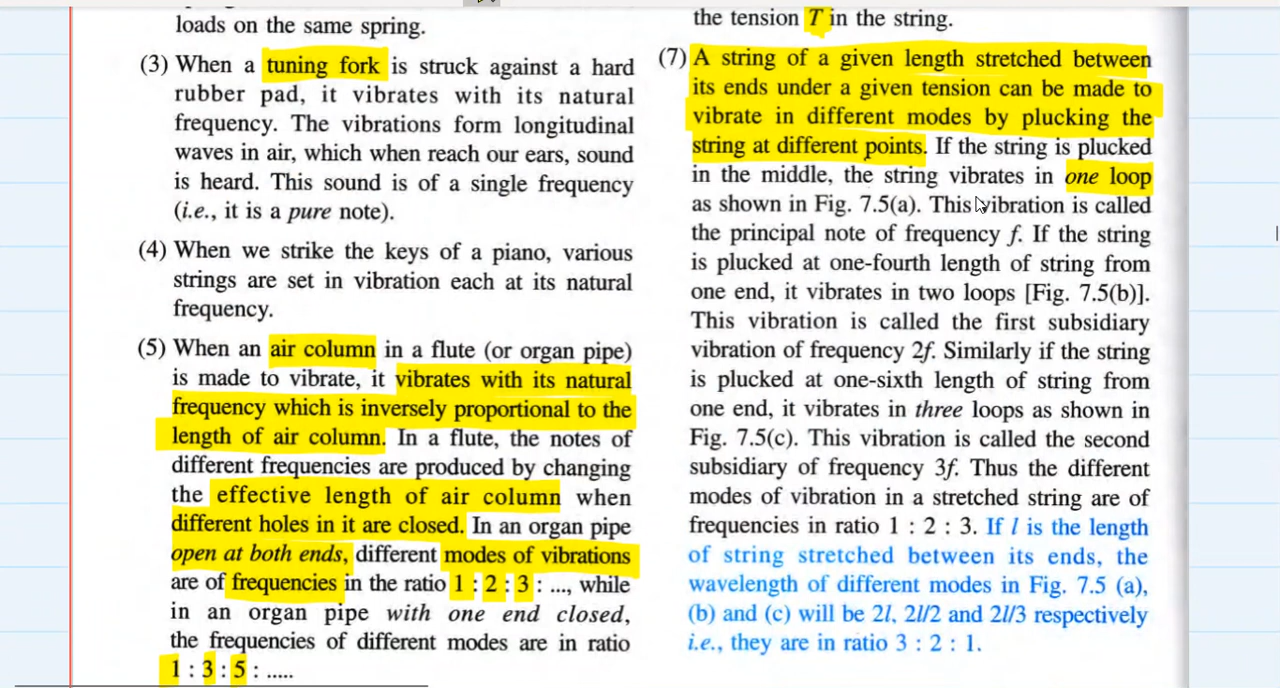 loads on the same spring.
(3) When a tuning fork is struck against a hard
rubber pad, it vibrates with its natural
frequency. The vibrations form longitudinal
waves in air, which when reach our ears, sound
is heard. This sound is of a single frequency
(i.e., it is a pure note).
(4) When we strike the keys of a piano, various
strings are set in vibration each at its natural
frequency.
(5) When an air column in a flute (or organ pipe)
is made to vibrate, it vibrates with its natural
frequency which is inversely proportional to the
length of air column. In a flute, the notes of
different frequencies are produced by changing
the effective length of air column when
different holes in it are closed. In an organ pipe
open at both ends, different modes of vibrations
are of frequencies in the ratio 1 : 2 : 3 : ..., while
in an organ pipe with one end closed,
the frequencies of different modes are in ratio
1 : 3 : 5 : .....
the tension T in the string.
(7) A string of a given length stretched between
its ends under a given tension can be made to
vibrate in different modes by plucking the
string at different points. If the string is plucked
in the middle, the string vibrates in one loop
as shown in Fig. 7.5(a). This vibration is called
the principal note of frequency f. If the string
is plucked at one-fourth length of string from
one end, it vibrates in two loops [Fig. 7.5(b)].
This vibration is called the first subsidiary
vibration of frequency 2f. Similarly if the string
is plucked at one-sixth length of string from
one end, it vibrates in three loops as shown in
Fig. 7.5(c). This vibration is called the second
subsidiary of frequency 3f. Thus the different
modes of vibration in a stretched string are of
frequencies in ratio 1 : 2 : 3. If l is the length
of string stretched between its ends, the
wavelength of different modes in Fig. 7.5 (a),
(b) and (c) will be 2l, 2l/2 and 2l/3 respectively
i.e., they are in ratio 3 : 2 : 1.